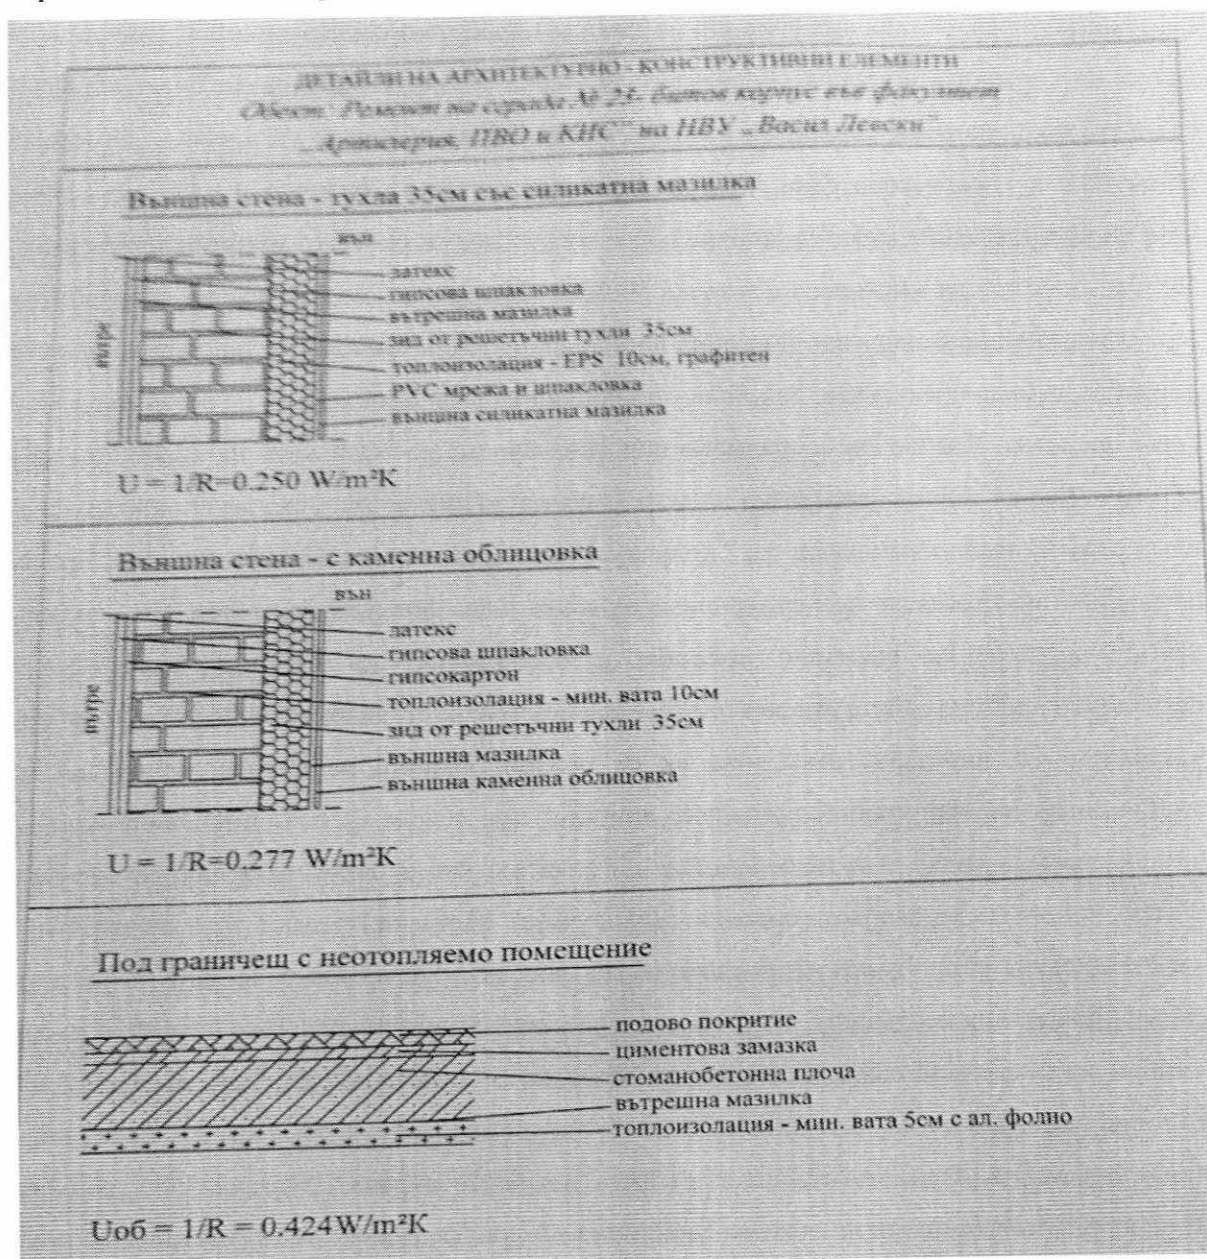 ДЕТАЙЛИ НА АРХИТЕКТУРНО - КОНСТРУКТИВНИ ЕЛЕМЕНТИ
Обект: Ремонт на сграда № 23- битов корпус във факултет
„Артилерия, ПВО и КИС" на НВУ „Васил Левски"
Външна стена - тухла 35см със силикатна мазилка
вън
вътре
латекс
гипсова шпакловка
вътрешна мазилка
зид от решетъчни тухли 35см
топлоизолация - EPS 10см, графитен
PVC мрежа и шпакловка
външна силикатна мазилка
U = 1/R=0.250 W/m²K
Външна стена - с каменна облицовка
вън
вътре
латекс
гипсова шпакловка
гипсокартон
топлоизолация - мин. вата 10см
зид от решетъчни тухли 35см
външна мазилка
външна каменна облицовка
U = 1/R=0.277 W/m²K
Под граничещ с неотопляемо помещение
подово покритие
циментова замазка
стоманобетонна плоча
вътрешна мазилка
топлоизолация - мин. вата 5см с ал. фолио
Uоб = 1/R = 0.424W/m²K